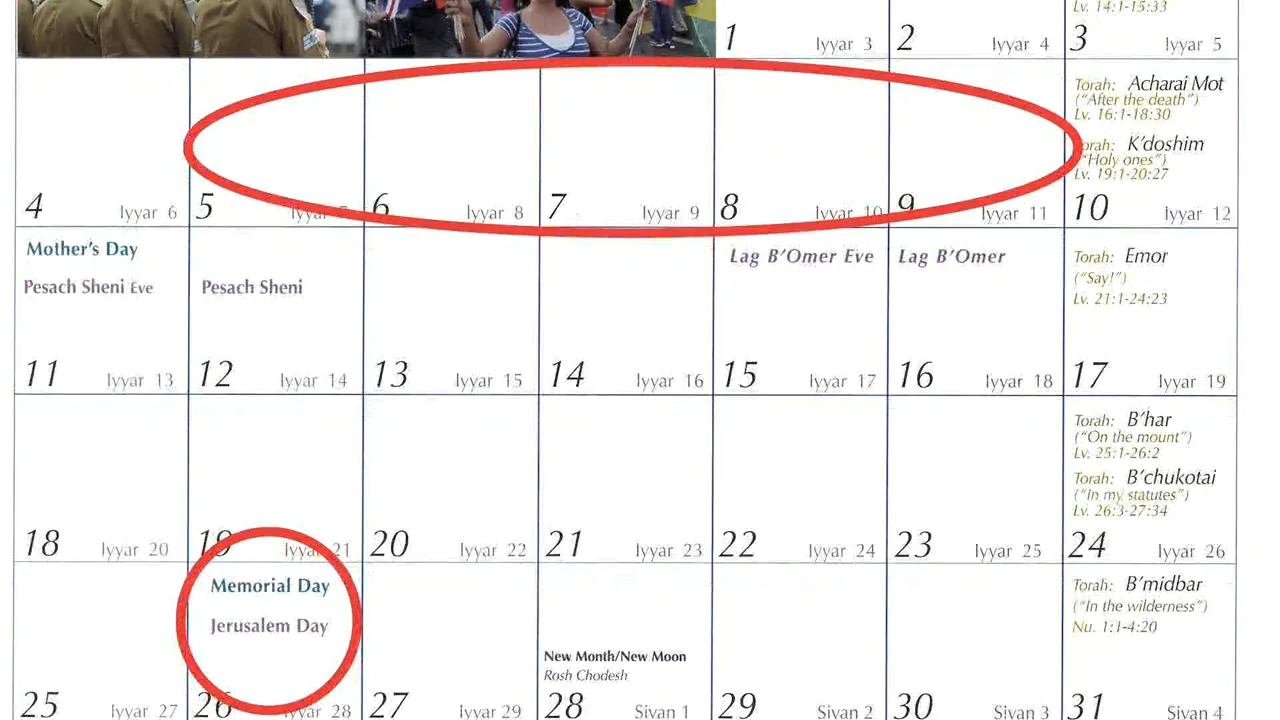 Lv. 14:1-15:33
1 Iyyar 3
2 Iyyar 4
3 Iyyar 5
Torah: Acharai Mot
("After the death")
Lv. 16:1-18:30
Torah: K'doshim
("Holy ones")
Lv. 19:1-20:27
4 Iyyar 6
5 Iyyar 7
6 Iyyar 8
7 Iyyar 9
8 Iyyar 10
9 Iyyar 11
10 Iyyar 12
Mother's Day
Pesach Sheni Eve
Pesach Sheni
Lag B'Omer Eve
Lag B'Omer
Torah: Emor
("Say!")
Lv. 21:1-24:23
11 Iyyar 13
12 Iyyar 14
13 Iyyar 15
14 Iyyar 16
15 Iyyar 17
16 Iyyar 18
17 Iyyar 19
Torah: B'har
("On the mount")
Lv. 25:1-26:2
Torah: B'chukotai
("In my statutes")
Lv. 26:3-27:34
18 Iyyar 20
19 Iyyar 21
20 Iyyar 22
21 Iyyar 23
22 Iyyar 24
23 Iyyar 25
24 Iyyar 26
Memorial Day
Jerusalem Day
New Month/New Moon
Rosh Chodesh
Torah: B'midbar
("In the wilderness")
Nu. 1:1-4:20
25 Iyyar 27
26 Iyyar 28
27 Iyyar 29
28 Sivan 1
29 Sivan 2
30 Sivan 3
31 Sivan 4